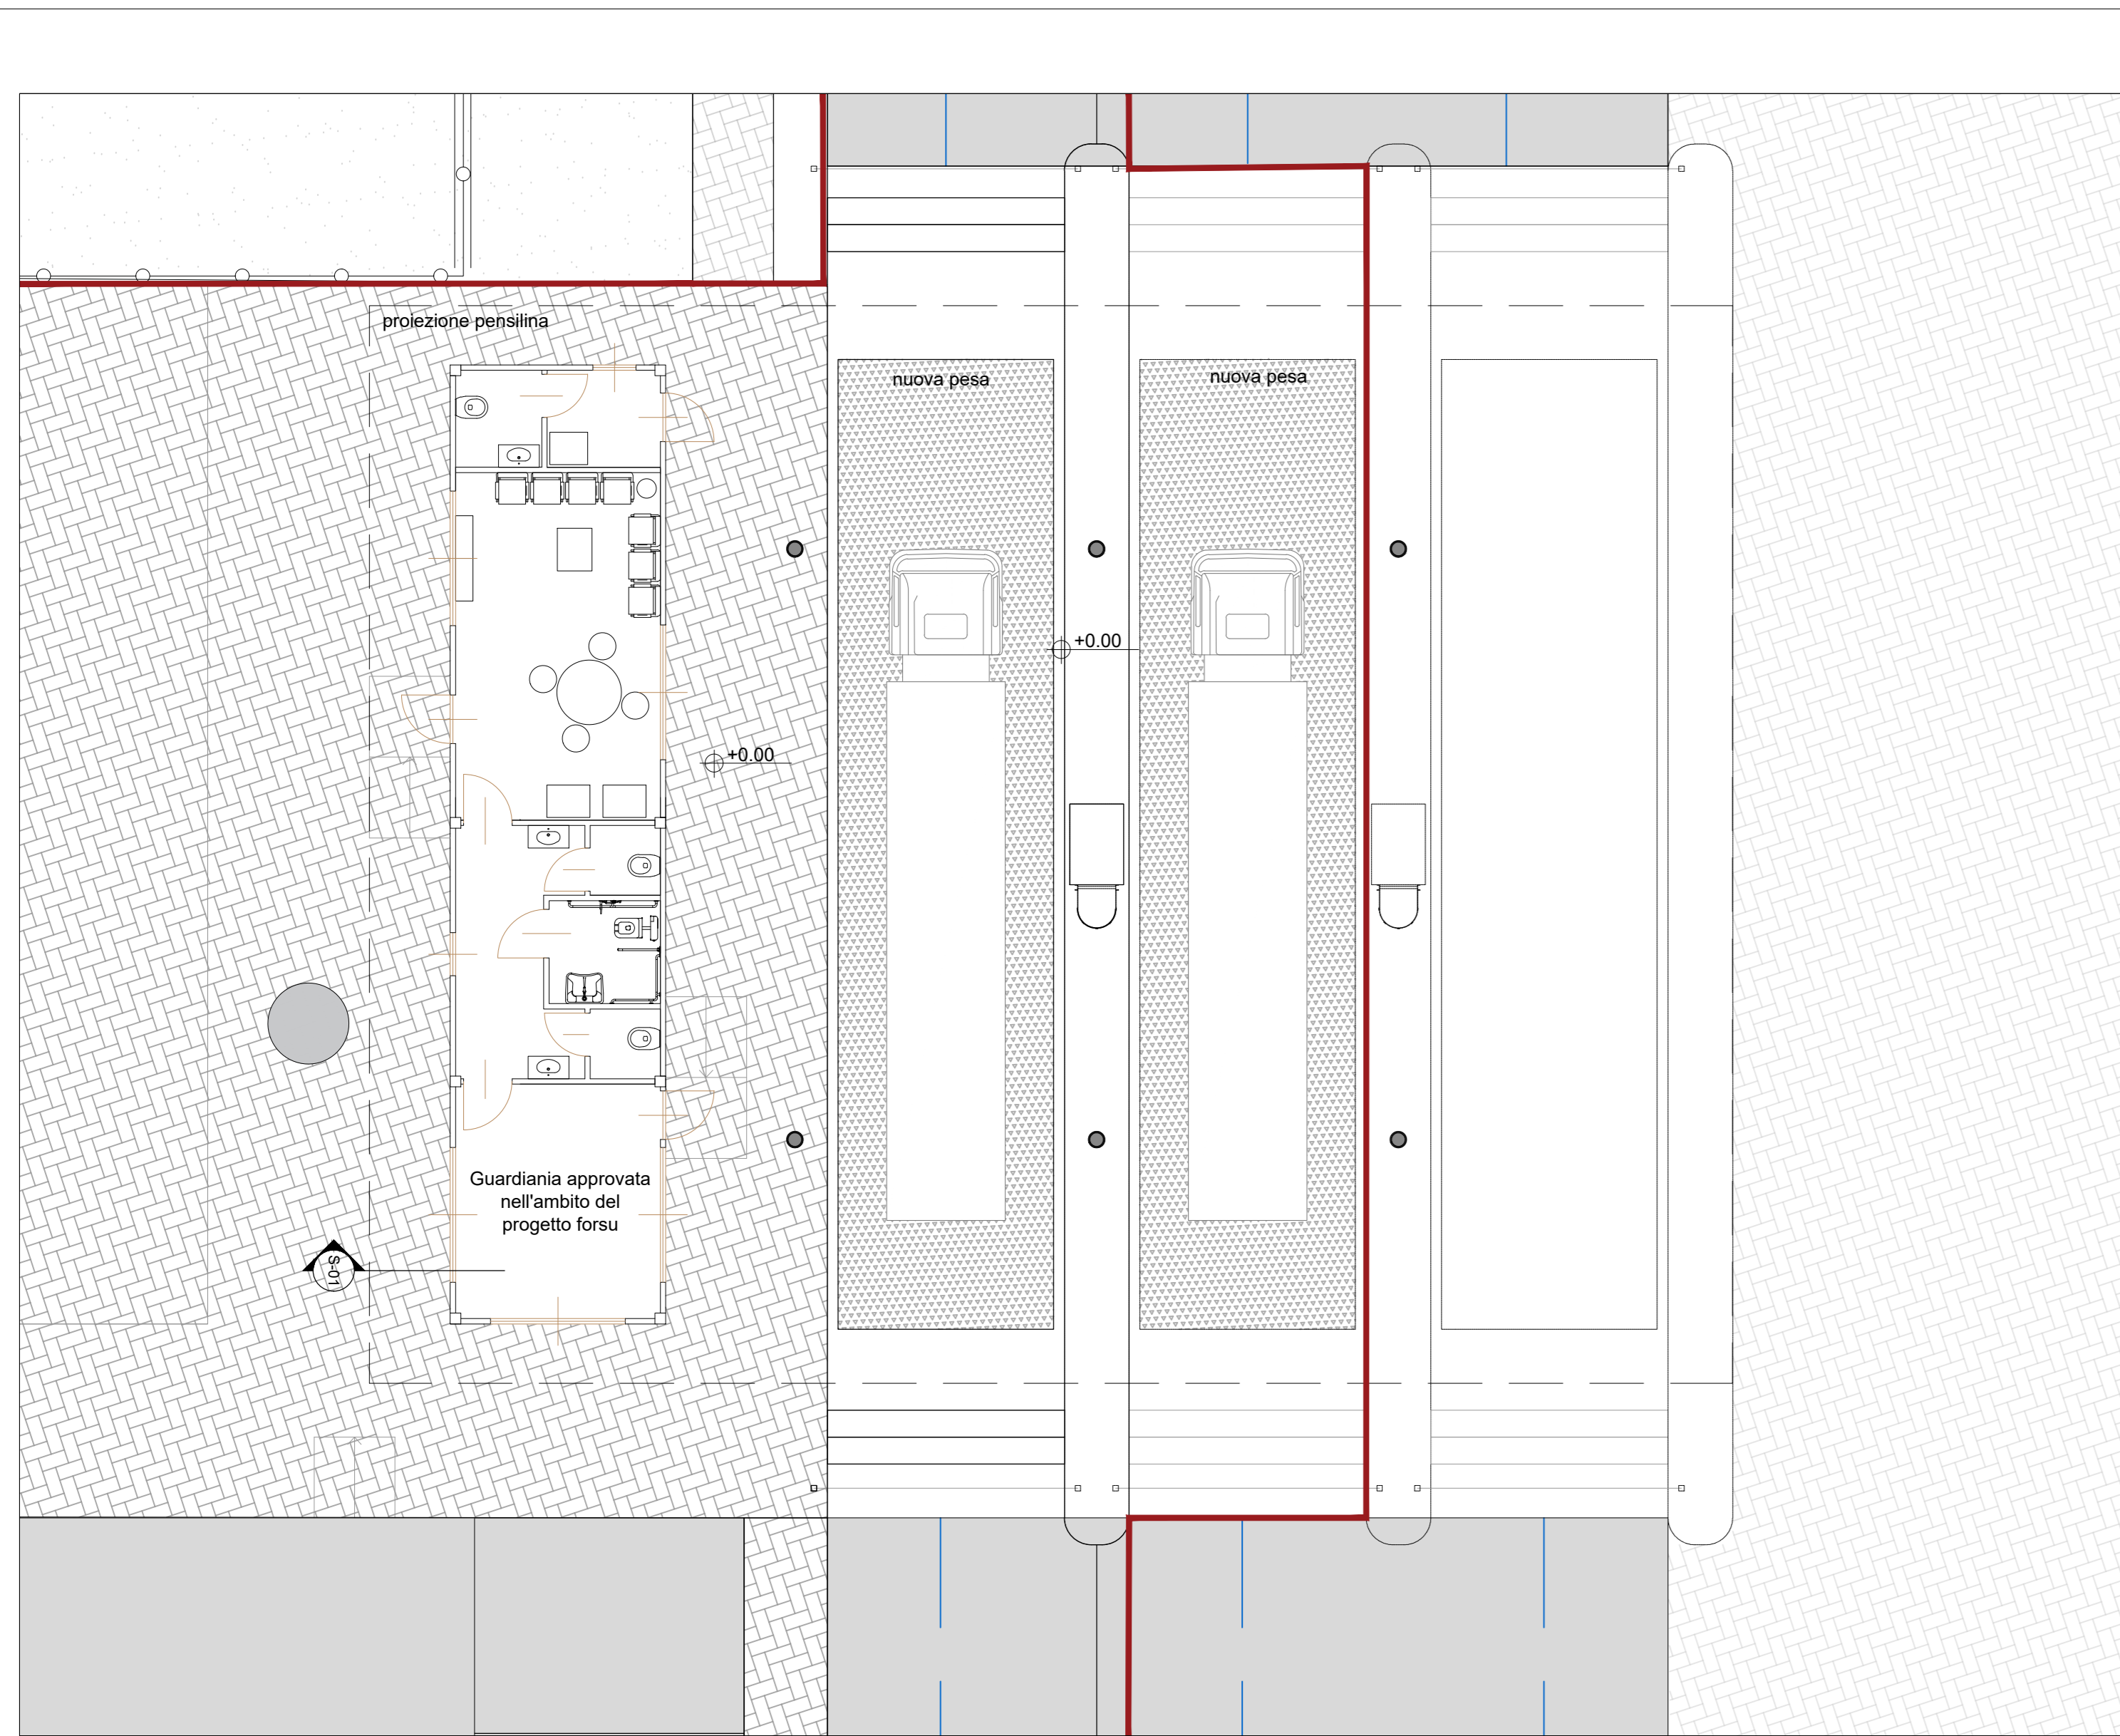 proiezione pensilina
nuova pesa
nuova pesa
+0.00
+0.00
Guardiania approvata
nell'ambito del
progetto forsu
S-01